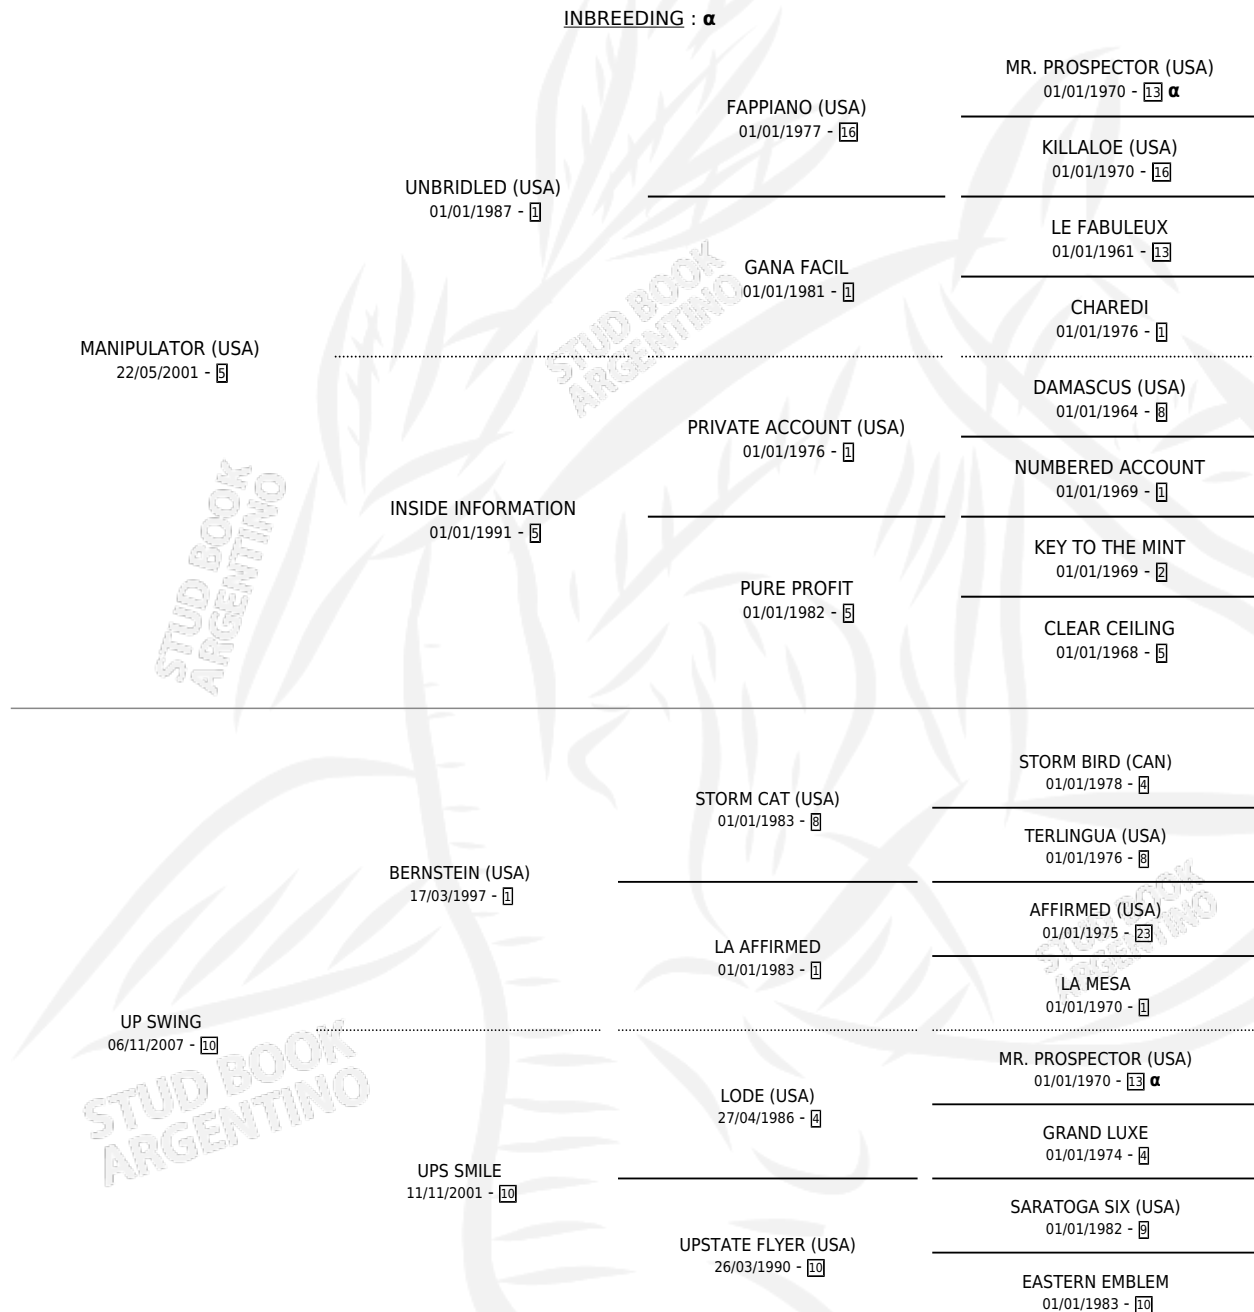 INBREEDING : α
MR. PROSPECTOR (USA)
01/01/1970 - 13 α
FAPPIANO (USA)
01/01/1977 - 16
KILLALOE (USA)
01/01/1970 - 16
UNBRIDLED (USA)
01/01/1987 - 1
LE FABULEUX
01/01/1961 - 13
GANA FACIL
01/01/1981 - 1
CHAREDI
01/01/1976 - 1
MANIPULATOR (USA)
22/05/2001 - 5
DAMASCUS (USA)
01/01/1964 - 8
PRIVATE ACCOUNT (USA)
01/01/1976 - 1
NUMBERED ACCOUNT
01/01/1969 - 1
INSIDE INFORMATION
01/01/1991 - 5
KEY TO THE MINT
01/01/1969 - 2
PURE PROFIT
01/01/1982 - 5
CLEAR CEILING
01/01/1968 - 5
STORM BIRD (CAN)
01/01/1978 - 4
STORM CAT (USA)
01/01/1983 - 8
TERLINGUA (USA)
01/01/1976 - 8
BERNSTEIN (USA)
17/03/1997 - 1
AFFIRMED (USA)
01/01/1975 - 23
LA AFFIRMED
01/01/1983 - 1
LA MESA
01/01/1970 - 1
UP SWING
06/11/2007 - 10
MR. PROSPECTOR (USA)
01/01/1970 - 13 α
LODE (USA)
27/04/1986 - 4
GRAND LUXE
01/01/1974 - 4
UPS SMILE
11/11/2001 - 10
SARATOGA SIX (USA)
01/01/1982 - 9
UPSTATE FLYER (USA)
26/03/1990 - 10
EASTERN EMBLEM
01/01/1983 - 10
STUD BOOK
ARGENTINO
STUD BOOK
ARGENTINO
STUD BOOK
ARGENTINO
STUD BOOK
ARGENTINO